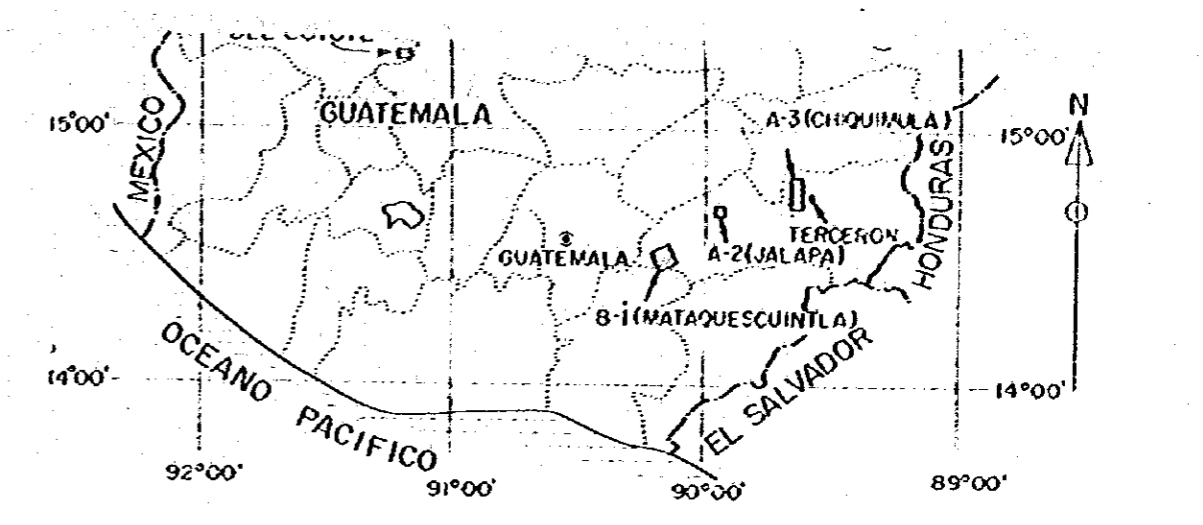 GUATEMALA
MEXICO
15°00'
A-3(CHIQUIMULA)
15°00'
N
HONDURAS
TERCERON
GUATEMALA
A-2(JALAPA)
B-1(MATAQUESCUINTLA)
OCEANO PACIFICO
EL SALVADOR
14°00'
14°00'
92°00'
91°00'
90°00'
89°00'